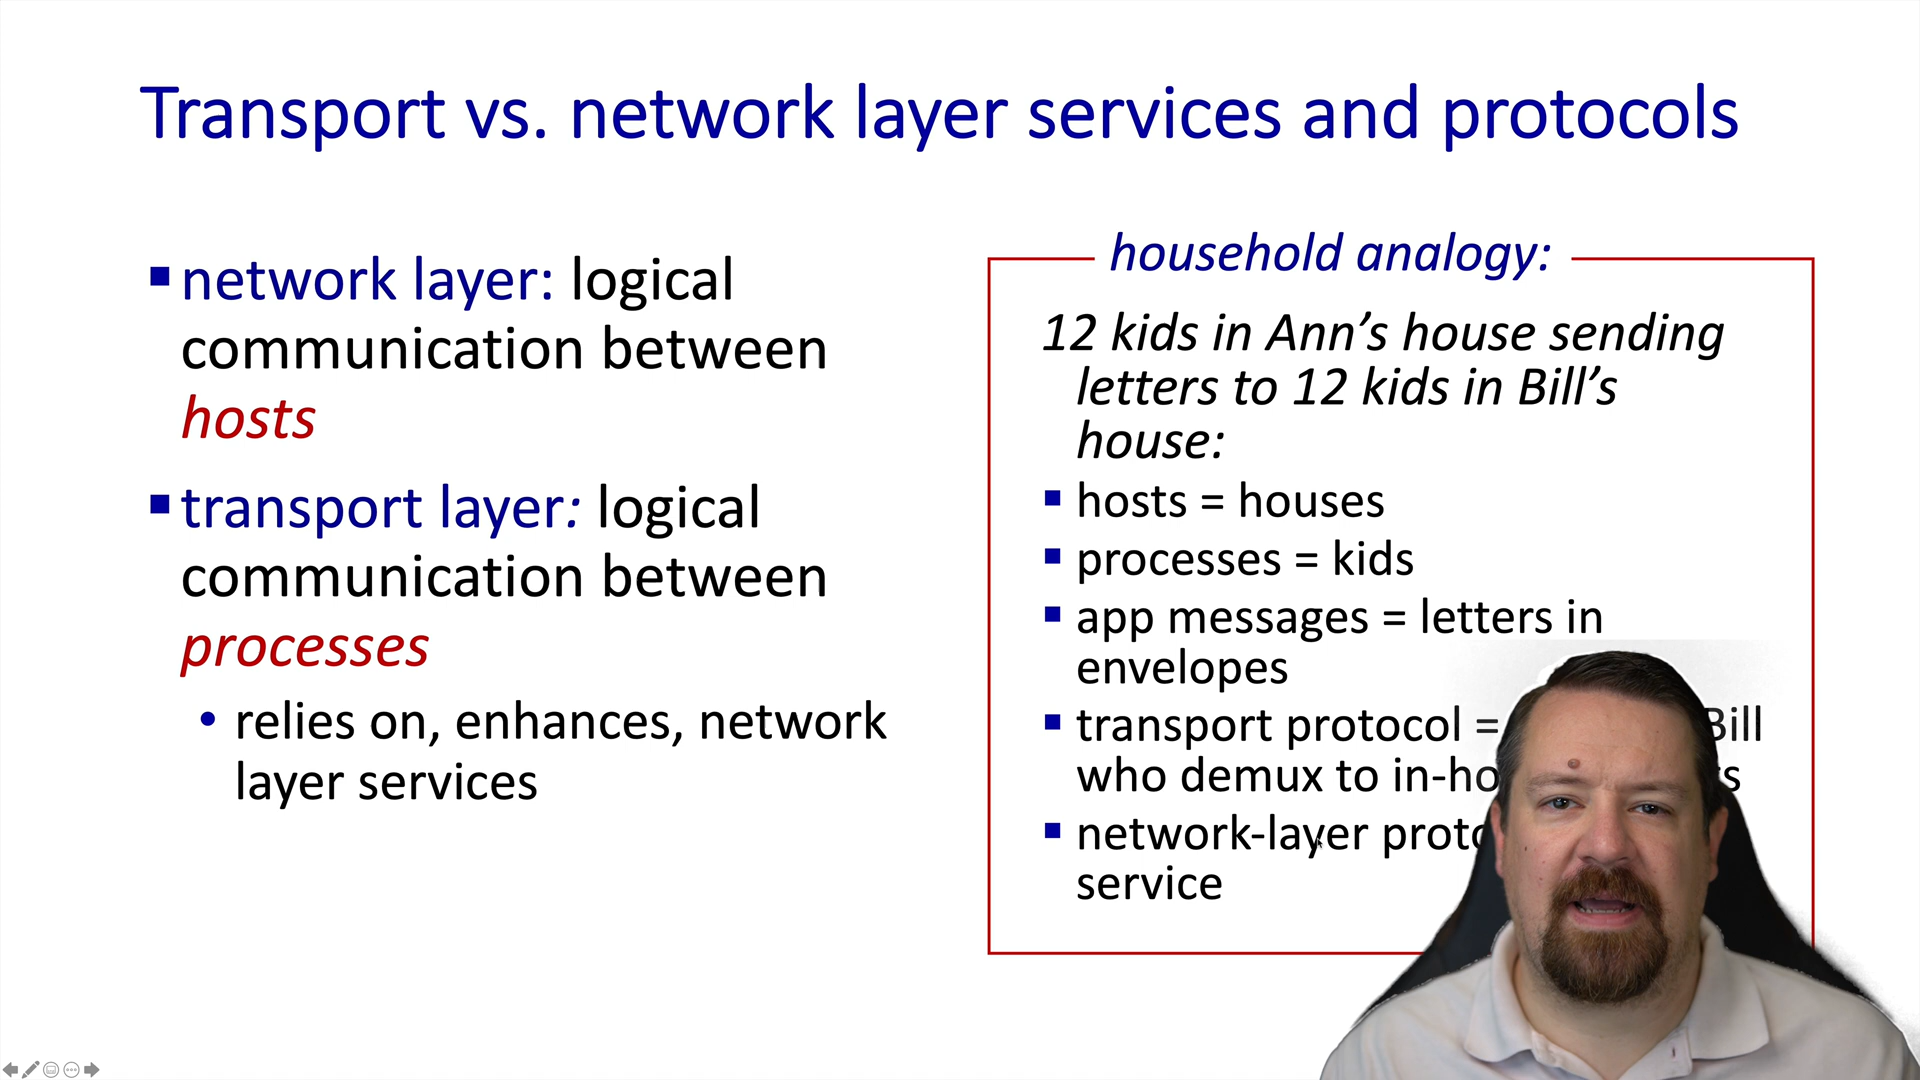 Transport vs. network layer services and protocols
network layer: logical
communication between
hosts
transport layer: logical
communication between
processes
relies on, enhances, network
layer services
household analogy:
12 kids in Ann's house sending
letters to 12 kids in Bill's
house:
hosts = houses
processes = kids
app messages = letters in
envelopes
transport protocol = Bill
who demux to
network-layer
service